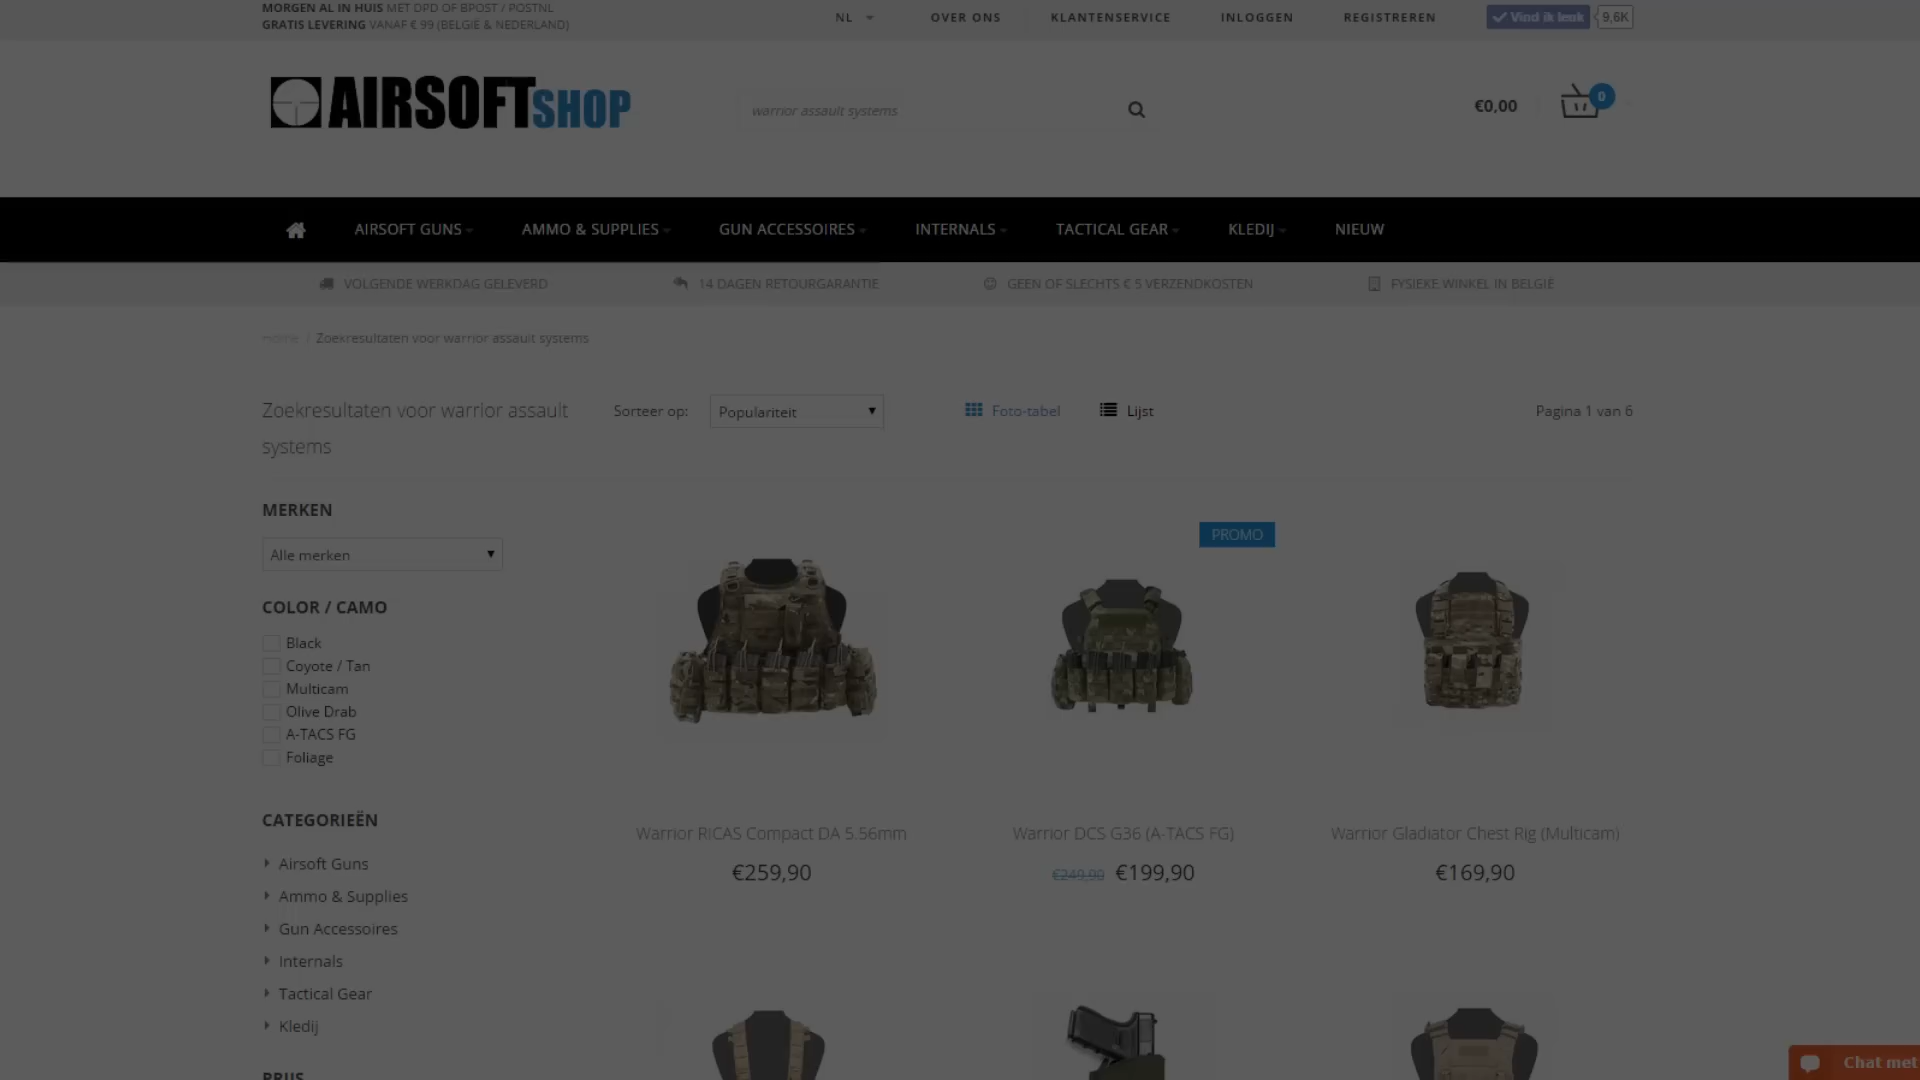 MORGEN AL IN HUIS MET DPD OF BPOST / POSTNL
GRATIS LEVERING VANAF € 99 (BELGIË & NEDERLAND)
NL
OVER ONS
KLANTENSERVICE
INLOGGEN
REGISTREREN
Vind ik leuk
9,6K
AIRSOFTSHOP
warrior assault systems
€0,00
0
AIRSOFT GUNS
AMMO & SUPPLIES
GUN ACCESSOIRES
INTERNALS
TACTICAL GEAR
KLEDIJ
NIEUW
VOLGENDE WERKDAG GELEVERD
14 DAGEN RETOURGARANTIE
GEEN OF SLECHTS € 5 VERZENDKOSTEN
FYSIEKE WINKEL IN BELGIË
Home / Zoekresultaten voor warrior assault systems
Zoekresultaten voor warrior assault
systems
Sorteer op:
Populariteit
Foto-tabel
Lijst
Pagina 1 van 6
MERKEN
Alle merken
COLOR / CAMO
Black
Coyote / Tan
Multicam
Olive Drab
A-TACS FG
Foliage
CATEGORIEËN
Airsoft Guns
Ammo & Supplies
Gun Accessoires
Internals
Tactical Gear
Kledij
PRIJS
Warrior RICAS Compact DA 5.56mm
€259,90
PROMO
Warrior DCS G36 (A-TACS FG)
€249,90 €199,90
Warrior Gladiator Chest Rig (Multicam)
€169,90
Chat met